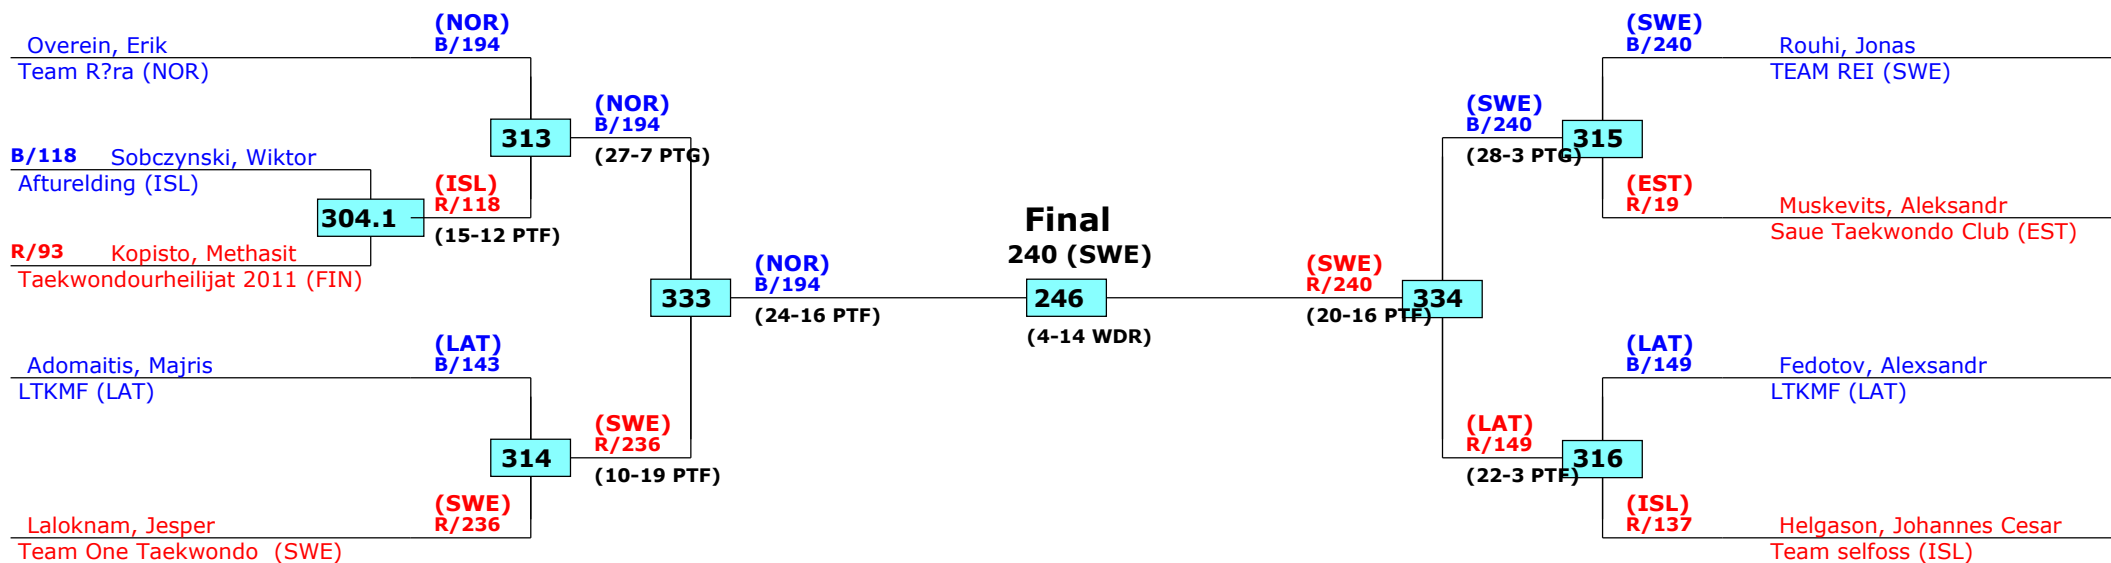 (NOR)
Overein, Erik
B/194
Team R?ra (NOR)
(NOR)
B/194
313
(27-7 PTG)
B/118 Sobczynski, Wiktor
Afturelding (ISL)
(ISL)
R/118
304.1
(15-12 PTF)
R/93 Kopisto, Methasit
Taekwondourheilijat 2011 (FIN)
(NOR)
B/194
333
(24-16 PTF)
(LAT)
Adomaitis, Majris
B/143
LTKMF (LAT)
(SWE)
R/236
314
(10-19 PTF)
(SWE)
Laloknam, Jesper
R/236
Team One Taekwondo (SWE)
Final
240 (SWE)
246
(4-14 WDR)
(SWE)
B/240
Rouhi, Jonas
TEAM REI (SWE)
(SWE)
B/240
315
(28-3 PTG)
(EST)
R/19
Muskevits, Aleksandr
Saue Taekwondo Club (EST)
(SWE)
R/240
334
(20-16 PTF)
(LAT)
B/149
Fedotov, Alexsandr
LTKMF (LAT)
(LAT)
R/149
316
(22-3 PTF)
(ISL)
R/137
Helgason, Johannes Cesar
Team selfoss (ISL)